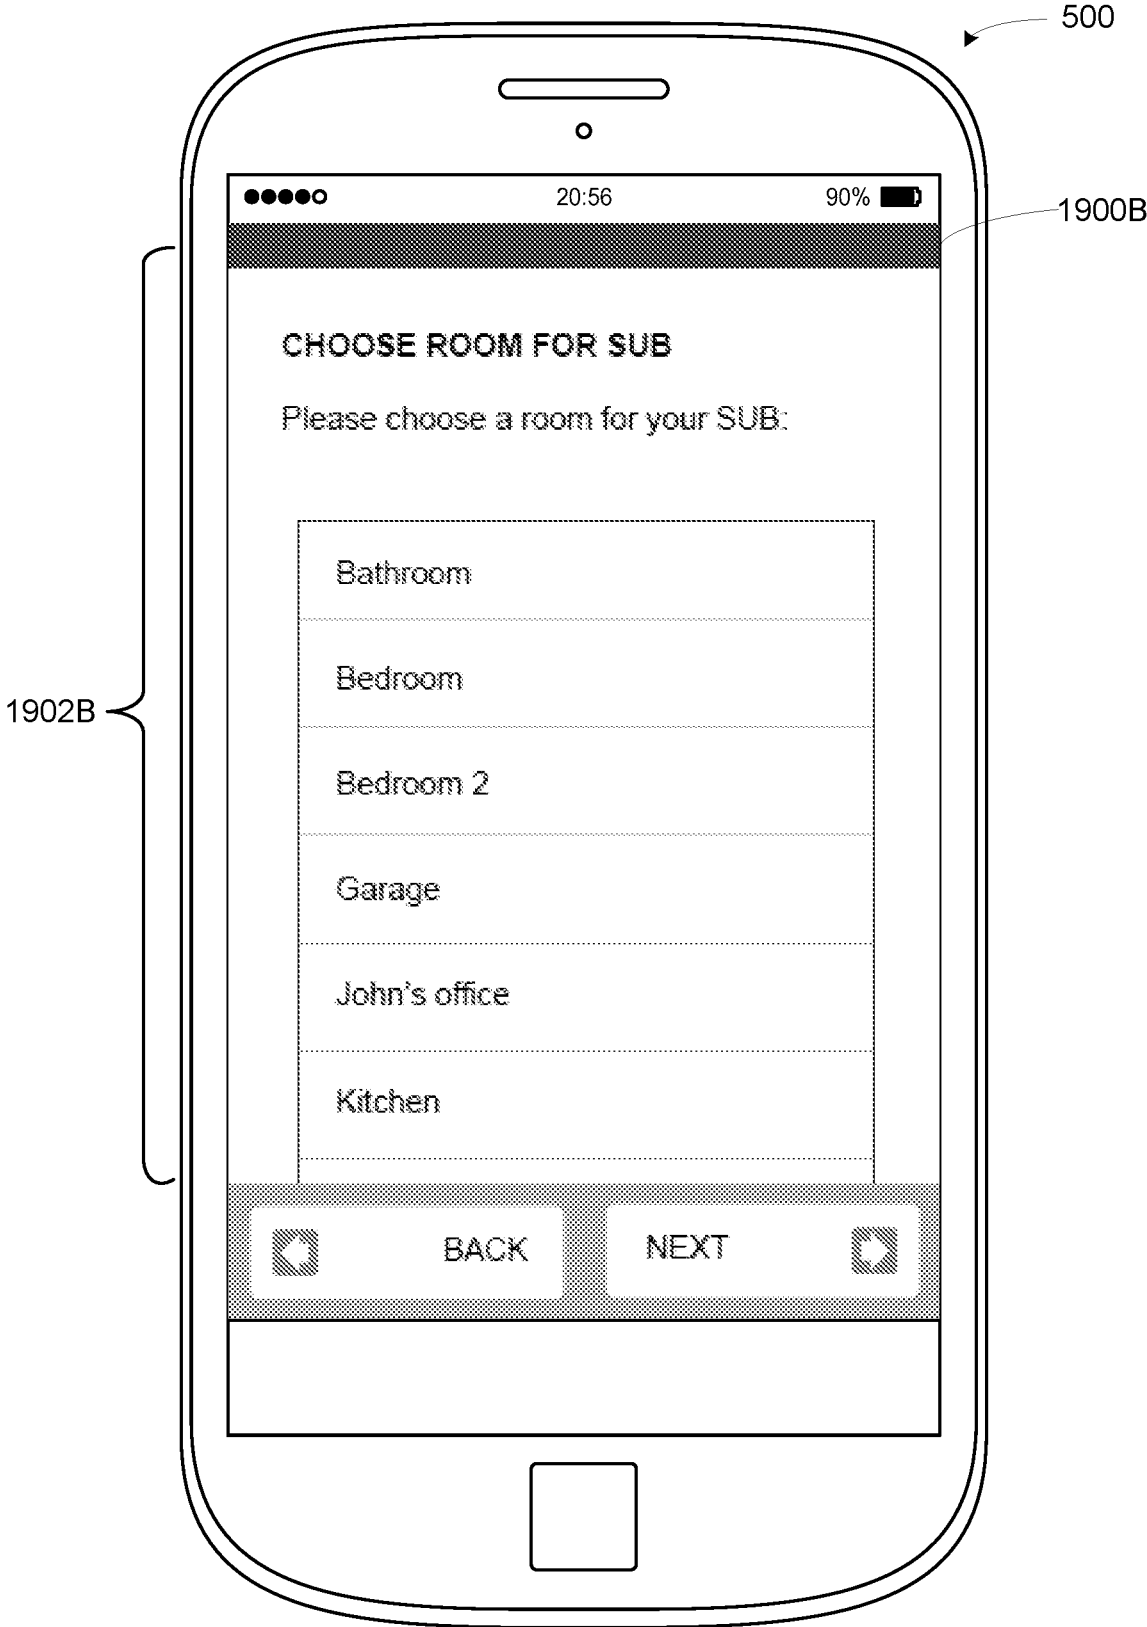 500
20:56
90%
1900B
CHOOSE ROOM FOR SUB
Please choose a room for your SUB:
Bathroom
Bedroom
1902B
Bedroom 2
Garage
John's office
Kitchen
BACK
NEXT